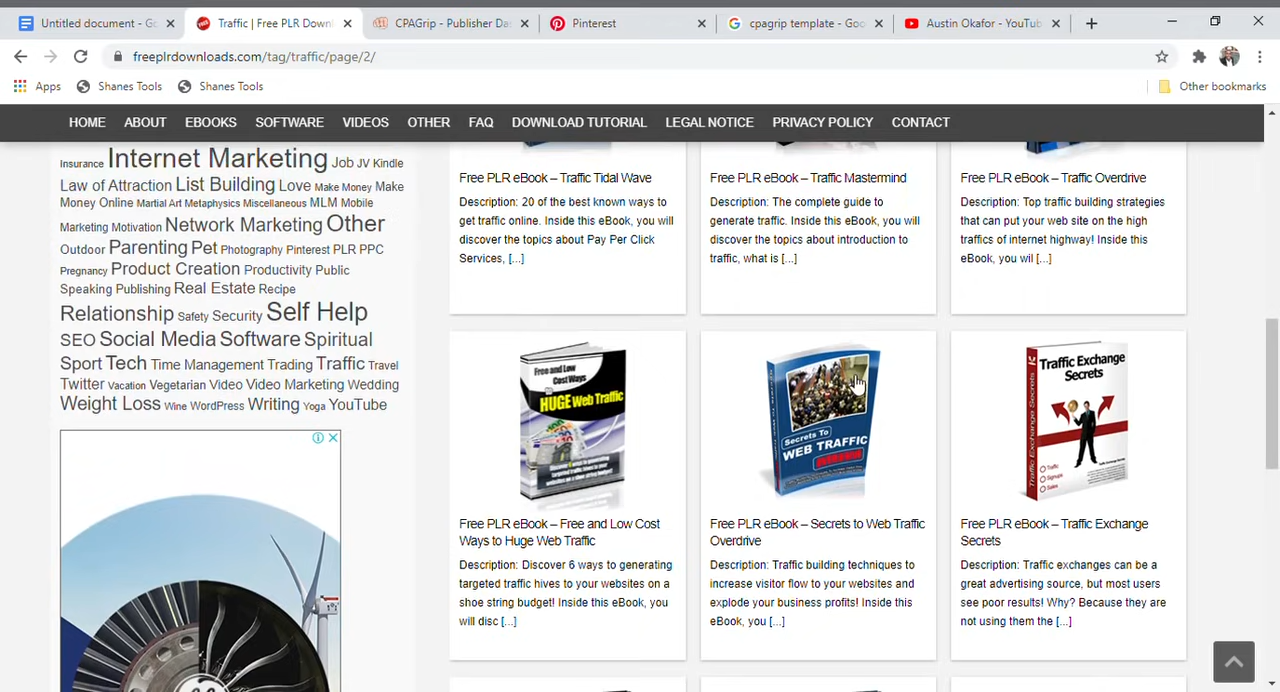 Untitled document - Go
Traffic | Free PLR Down
CPAGrip - Publisher Das
Pinterest
cpagrip template - Goo
Austin Okafor - YouTu
freeplrdownloads.com/tag/traffic/page/2/
Apps
Shanes Tools
Shanes Tools
Other bookmarks
HOME ABOUT EBOOKS SOFTWARE VIDEOS OTHER FAQ DOWNLOAD TUTORIAL LEGAL NOTICE PRIVACY POLICY CONTACT
Insurance Internet Marketing Job JV Kindle
Law of Attraction List Building Love Make Money Make
Money Online Martial Art Metaphysics Miscellaneous MLM Mobile
Marketing Motivation Network Marketing Other
Outdoor Parenting Pet Photography Pinterest PLR PPC
Pregnancy Product Creation Productivity Public
Speaking Publishing Real Estate Recipe
Relationship Safety Security Self Help
SEO Social Media Software Spiritual
Sport Tech Time Management Trading Traffic Travel
Twitter Vacation Vegetarian Video Video Marketing Wedding
Weight Loss Wine WordPress Writing Yoga YouTube
Free PLR eBook – Traffic Tidal Wave
Description: 20 of the best known ways to
get traffic online. Inside this eBook, you will
discover the topics about Pay Per Click
Services, [...]
Free PLR eBook – Traffic Mastermind
Description: The complete guide to
generate traffic. Inside this eBook, you will
discover the topics about introduction to
traffic, what is [...]
Free PLR eBook – Traffic Overdrive
Description: Top traffic building strategies
that can put your web site on the high
traffics of internet highway! Inside this
eBook, you wil [...]
Free and Low
Cost Ways
HUGE Web Traffic
Free PLR eBook – Free and Low Cost
Ways to Huge Web Traffic
Description: Discover 6 ways to generating
targeted traffic hives to your websites on a
shoe string budget! Inside this eBook, you
will disc [...]
Secrets To
WEB TRAFFIC
Free PLR eBook – Secrets to Web Traffic
Overdrive
Description: Traffic building techniques to
increase visitor flow to your websites and
explode your business profits! Inside this
eBook, you [...]
Traffic Exchange
Secrets
Traffic Exchange Secrets
Traffic
Signups
Sales
Free PLR eBook – Traffic Exchange
Secrets
Description: Traffic exchanges can be a
great advertising source, but most users
see poor results! Why? Because they are
not using them the [...]